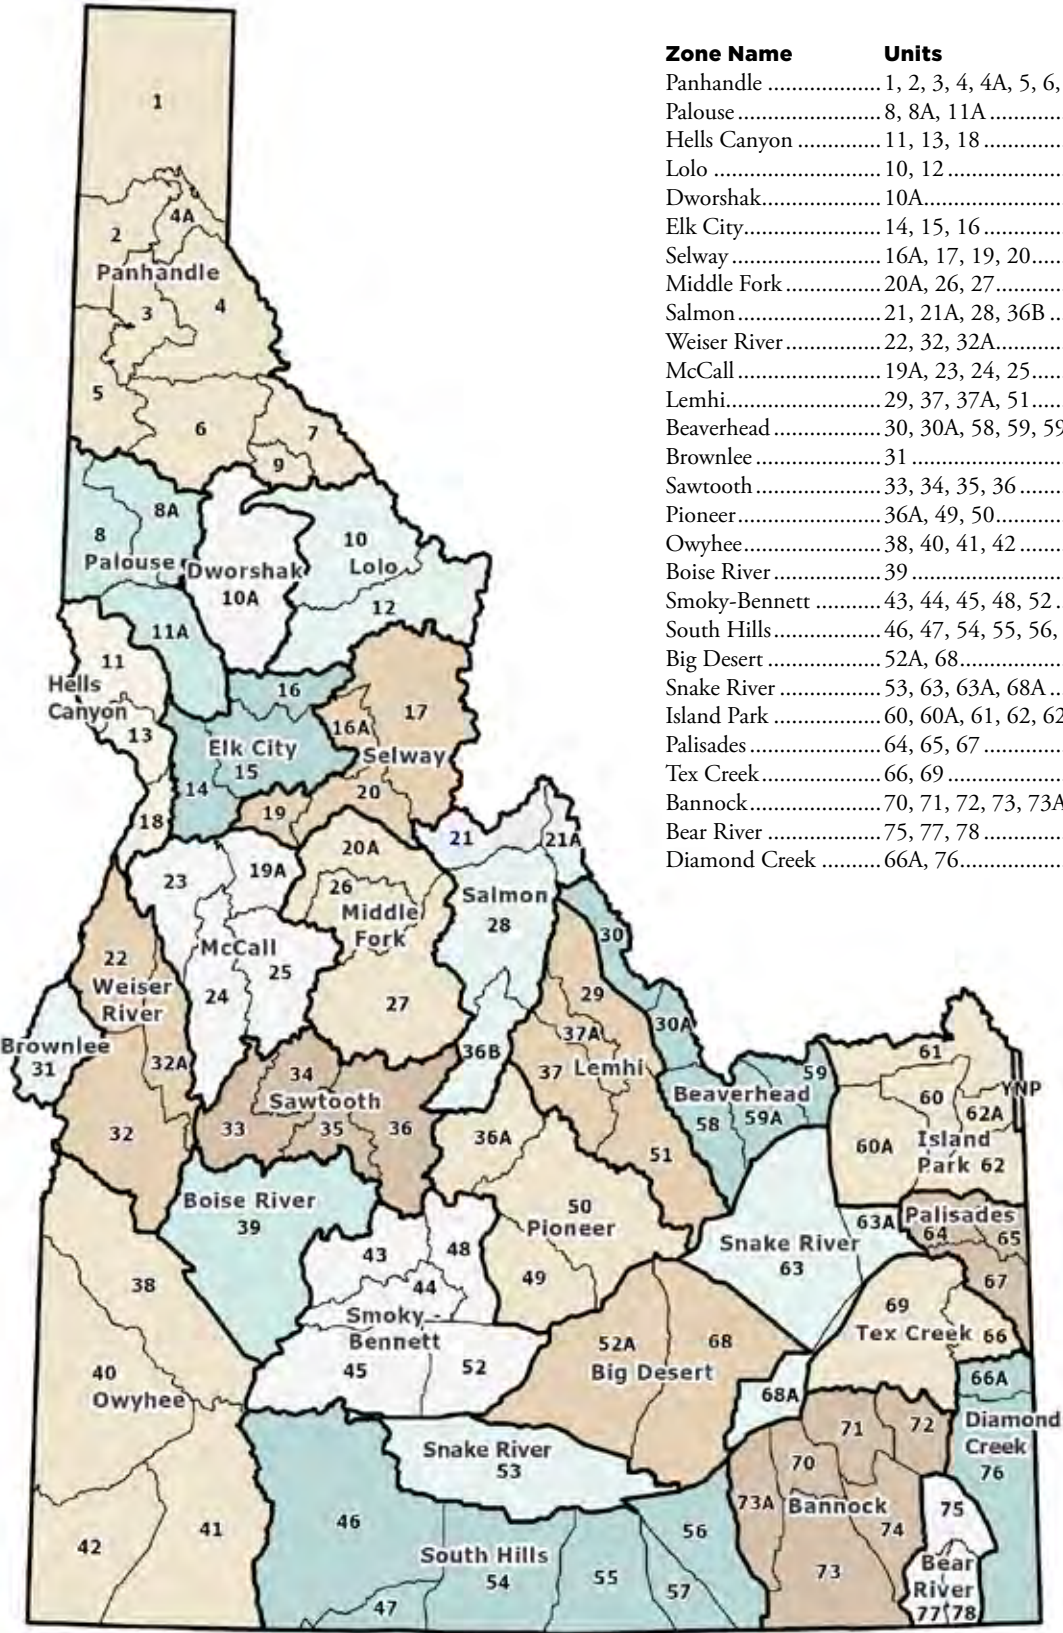 Zone Name Units
Panhandle ................... 1, 2, 3, 4, 4A, 5, 6,
Palouse ........................ 8, 8A, 11A ...............
Hells Canyon .............. 11, 13, 18 ................
Lolo ............................ 10, 12 ......................
Dworshak.................... 10A..........................
Elk City....................... 14, 15, 16 ................
Selway ......................... 16A, 17, 19, 20.......
Middle Fork ................ 20A, 26, 27..............
Salmon ........................ 21, 21A, 28, 36B ...
Weiser River ................ 22, 32, 32A..............
McCall ........................ 19A, 23, 24, 25.......
Lemhi.......................... 29, 37, 37A, 51.......
Beaverhead .................. 30, 30A, 58, 59, 59
Brownlee ..................... 31 ............................
Sawtooth ..................... 33, 34, 35, 36 .........
Pioneer........................ 36A, 49, 50..............
Owyhee....................... 38, 40, 41, 42 .........
Boise River .................. 39 ............................
Smoky-Bennett ........... 43, 44, 45, 48, 52 ..
South Hills .................. 46, 47, 54, 55, 56,
Big Desert ................... 52A, 68....................
Snake River ................. 53, 63, 63A, 68A ...
Island Park .................. 60, 60A, 61, 62, 62
Palisades ...................... 64, 65, 67 ................
Tex Creek .................... 66, 69 ......................
Bannock ...................... 70, 71, 72, 73, 73A
Bear River ................... 75, 77, 78 ................
Diamond Creek .......... 66A, 76....................
1
4A
2
Panhandle
3
4
5
6
7
9
8A
8
Palouse
Dworshak
10A
10
Lolo
12
11A
11
Hells
Canyon
13
18
16
Elk City
15
14
17
16A
Selway
20
19
21
21A
20A
26
Middle
Fork
27
Salmon
28
36B
23
19A
McCall
25
24
22
Weiser
River
32A
32
Brownlee
31
34
Sawtooth
33
35
36
30
29
37A
37
Lemhi
51
30A
59
Beaverhead
58
59A
61
YNP
60
62A
60A
Island
Park
62
36A
50
Pioneer
49
Boise River
39
43
48
44
Smoky -
Bennett
45
52
Snake River
63
63A
Palisades
64
65
67
69
Tex Creek
66
66A
52A
68
Big Desert
68A
38
40
Owyhee
42
41
Snake River
53
46
South Hills
54
47
55
56
57
71
72
70
73A
Bannock
74
73
Diamond
Creek
76
75
Bear
River
77
78